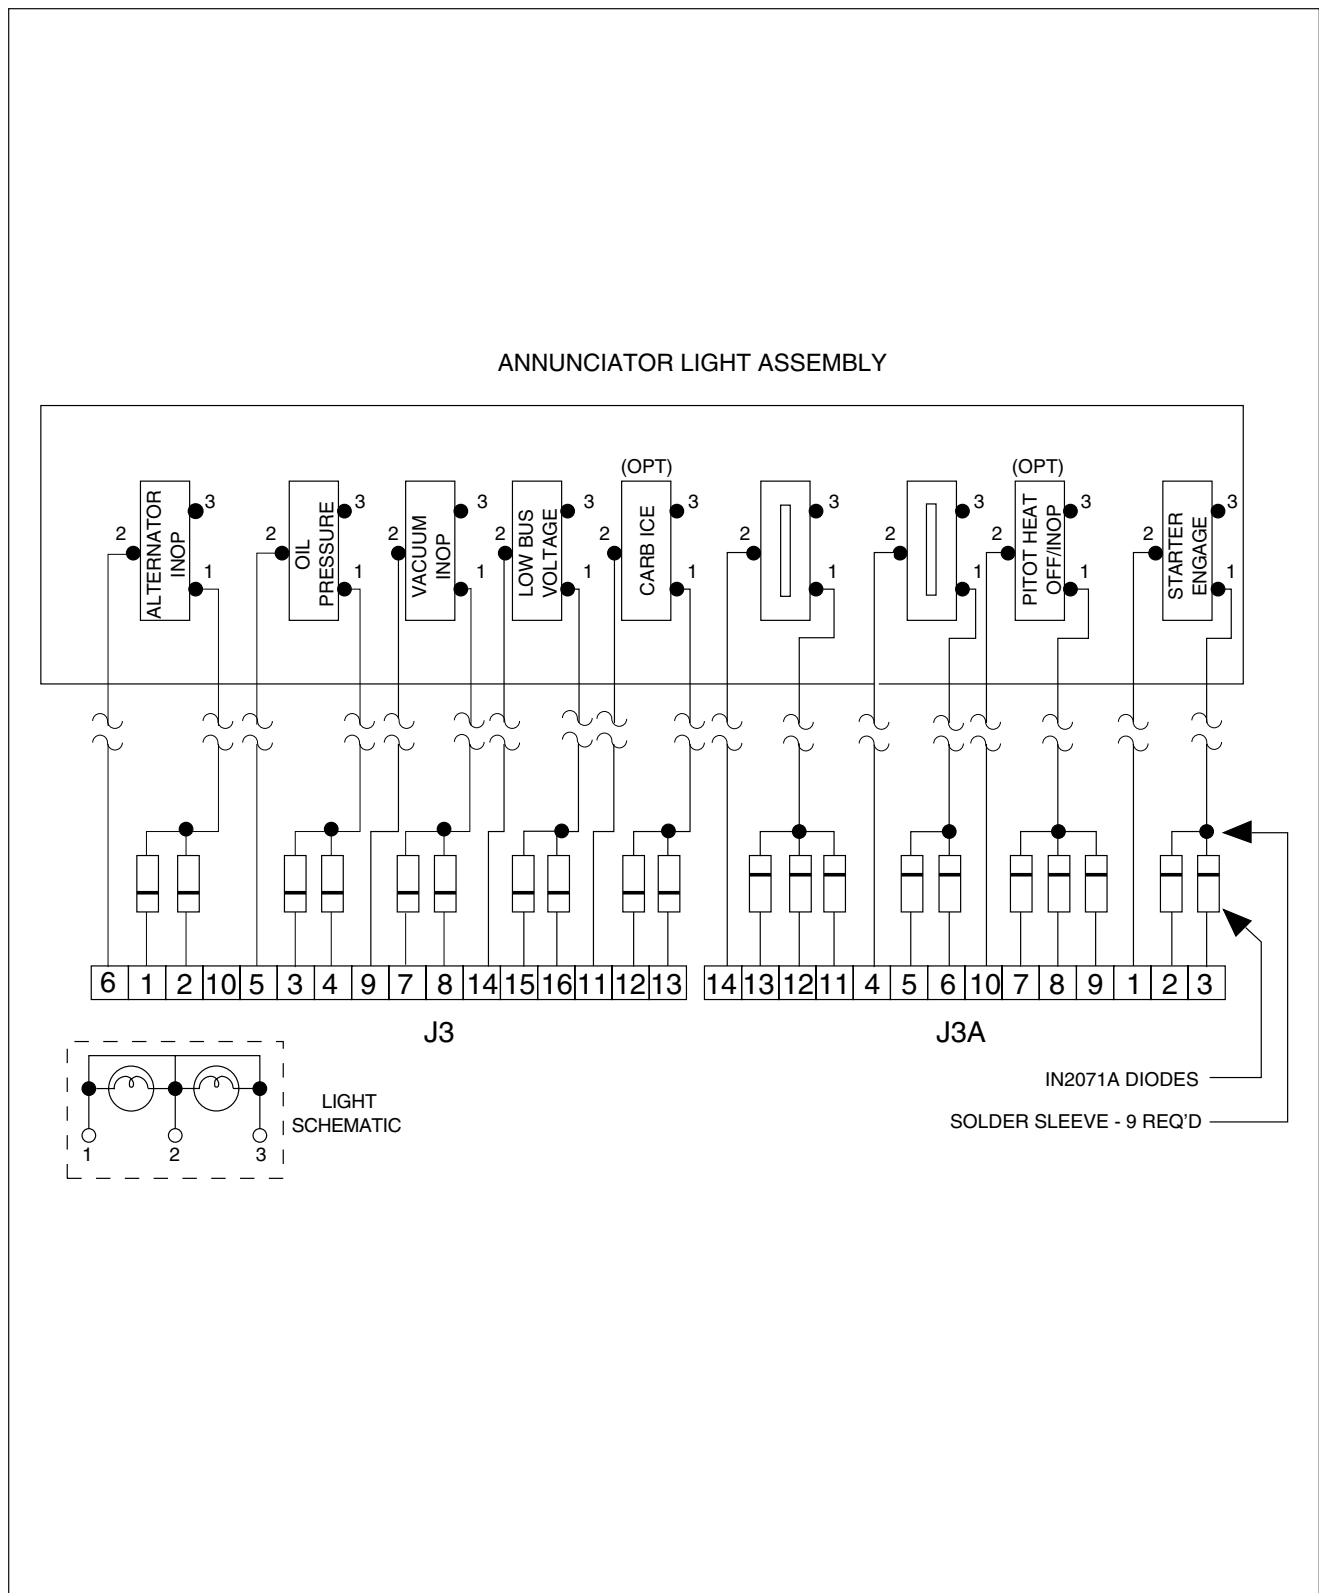 ANNUNCIATOR LIGHT ASSEMBLY
(OPT) (OPT)
3 3 3 3 3 3 3 3 3
2 2 2 2 2 2 2 2 2
1 1 1 1 1 1 1 1 1
ALTERNATOR
INOP
OIL
PRESSURE
VACUUM
INOP
LOW BUS
VOLTAGE
CARB ICE
PITOT HEAT
OFF/INOP
STARTER
ENGAGE
6 1 2 10 5 3 4 9 7 8 14 15 16 11 12 13
14 13 12 11 4 5 6 10 7 8 9 1 2 3
J3
J3A
IN2071A DIODES
SOLDER SLEEVE - 9 REQ'D
LIGHT
SCHEMATIC
1 2 3